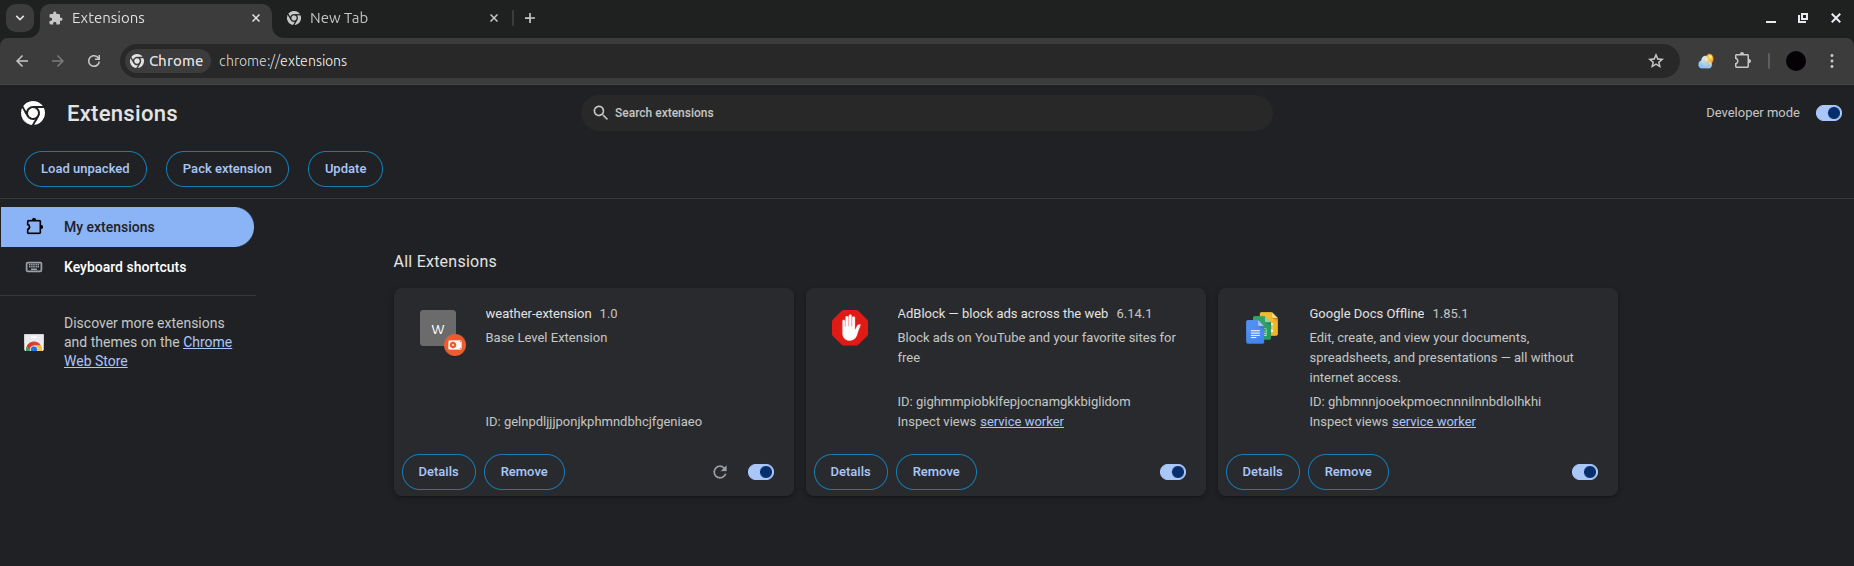 Extensions
New Tab
Chrome
chrome://extensions
Extensions
Search extensions
Developer mode
Load unpacked
Pack extension
Update
My extensions
Keyboard shortcuts
Discover more extensions
and themes on the Chrome
Web Store
All Extensions
W
weather-extension 1.0
Base Level Extension
ID: gelnpdljjjponjkphmndbhcjfgeniaeo
Details
Remove
AdBlock — block ads across the web 6.14.1
Block ads on YouTube and your favorite sites for
free
ID: gighmmpiobklfepjocnamgkkbiglidom
Inspect views service worker
Details
Remove
Google Docs Offline 1.85.1
Edit, create, and view your documents,
spreadsheets, and presentations — all without
internet access.
ID: ghbmnnjooekpmoecnnnilnnbdlolhkhi
Inspect views service worker
Details
Remove